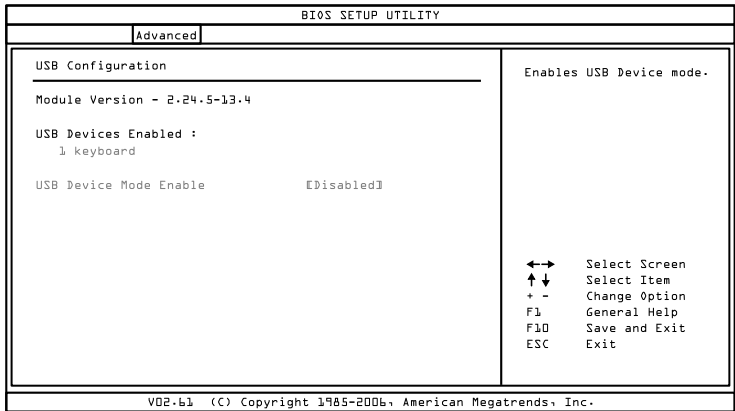 BIOS SETUP UTILITY
Advanced
USB Configuration
Module Version - 2.24.5-13.4
USB Devices Enabled :
1 keyboard
USB Device Mode Enable [Disabled]
Enables USB Device mode.
←→ Select Screen
↑↓ Select Item
+ - Change Option
F1 General Help
F10 Save and Exit
ESC Exit
V02.61 (C) Copyright 1985-2006, American Megatrends, Inc.